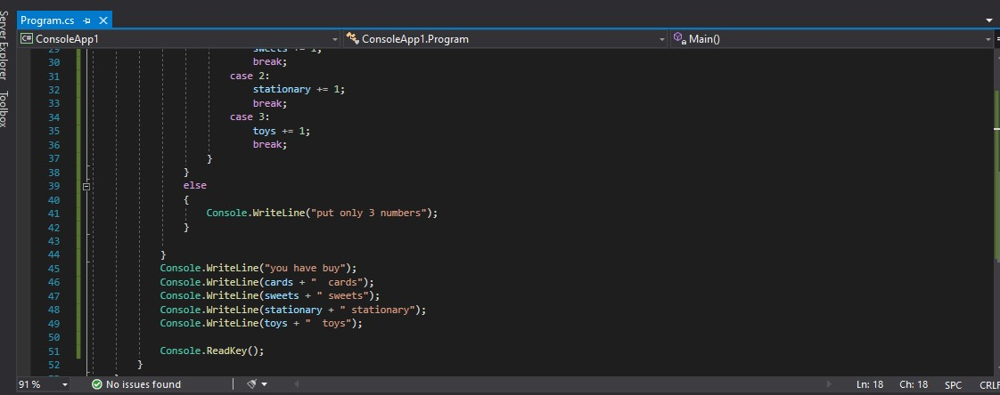 Server Explorer
Toolbox
Program.cs
C# ConsoleApp1
ConsoleApp1.Program
Main()
29 sweets += 1;
30 break;
31 case 2:
32 stationary += 1;
33 break;
34 case 3:
35 toys += 1;
36 break;
37 }
38 }
39 else
40 {
41 Console.WriteLine("put only 3 numbers");
42 }
43
44 }
45 Console.WriteLine("you have buy");
46 Console.WriteLine(cards + "  cards");
47 Console.WriteLine(sweets + " sweets");
48 Console.WriteLine(stationary + " stationary");
49 Console.WriteLine(toys + "  toys");
50
51 Console.ReadKey();
52 }
91 % No issues found Ln: 18 Ch: 18 SPC CRLF